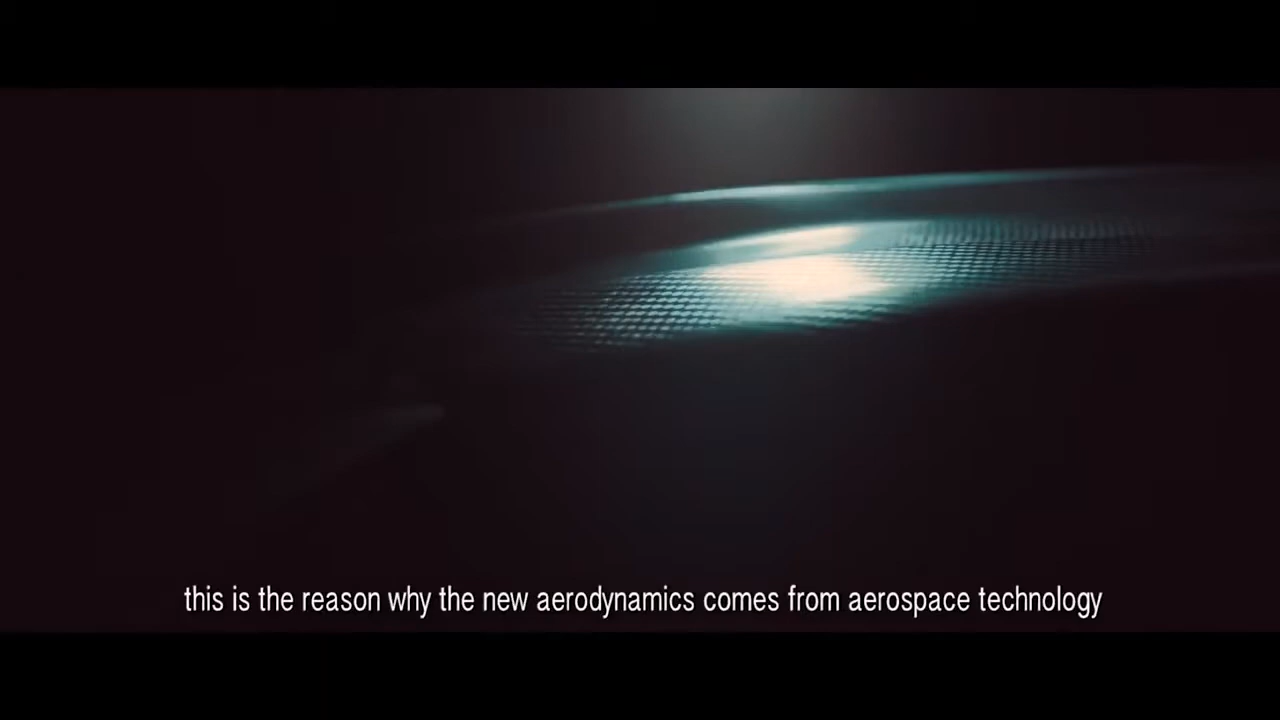 this is the reason why the new aerodynamics comes from aerospace technology